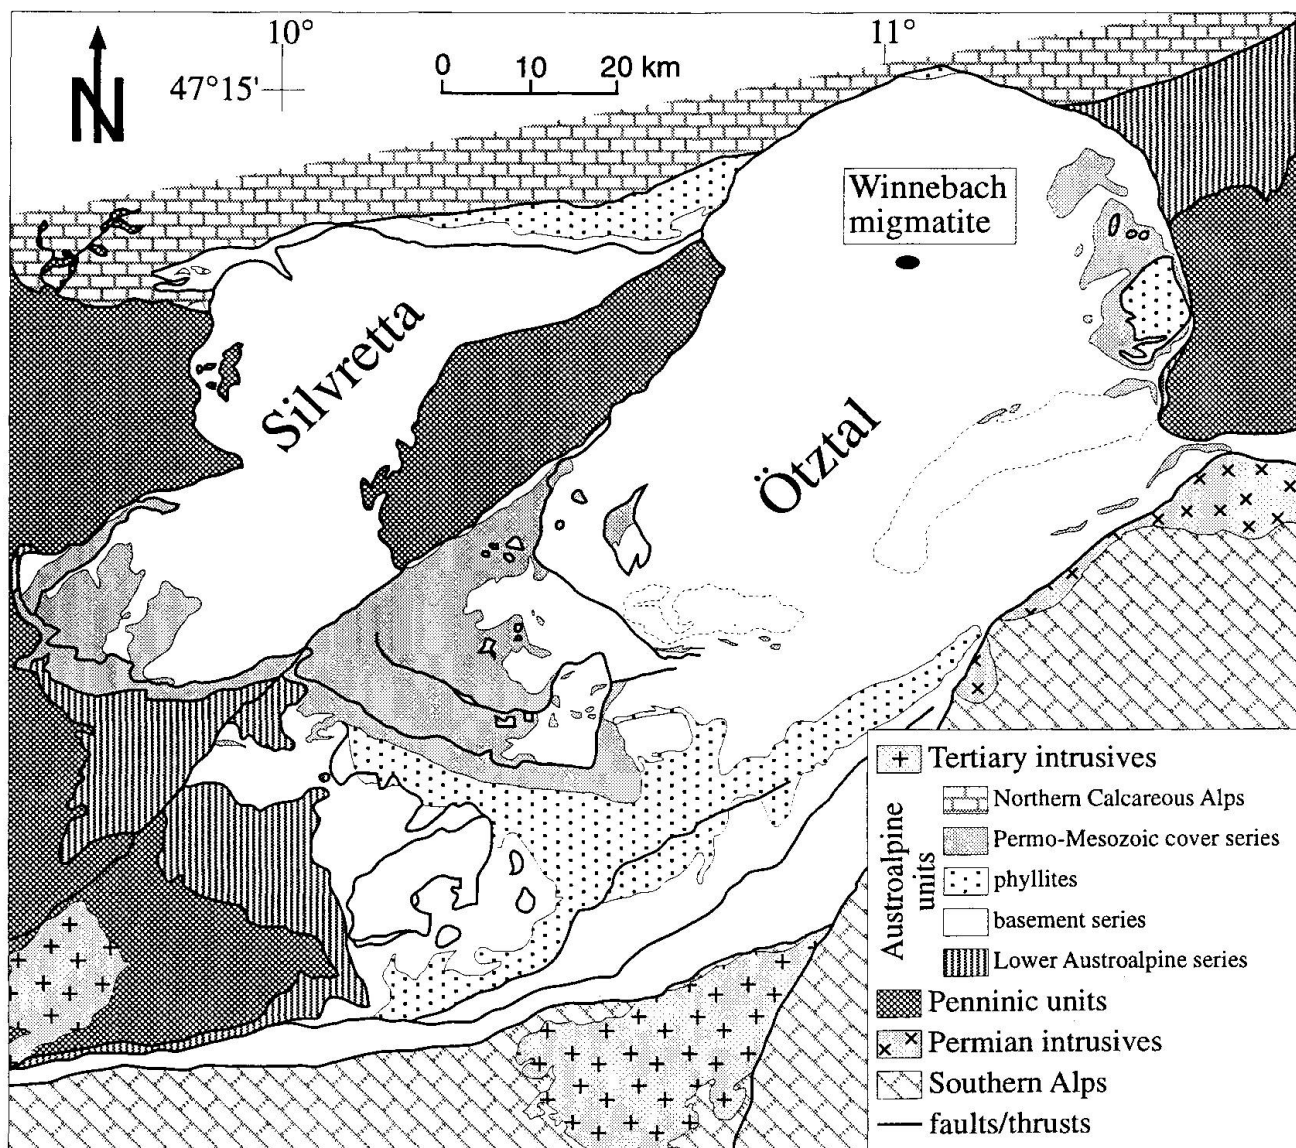 10°
11°
47°15'
N
0 10 20 km
Winnebach
migmatite
Silvretta
Ötztal
Tertiary intrusives
Austroalpine
units
Northern Calcareous Alps
Permo-Mesozoic cover series
phyllites
basement series
Lower Austroalpine series
Penninic units
Permian intrusives
Southern Alps
faults/thrusts